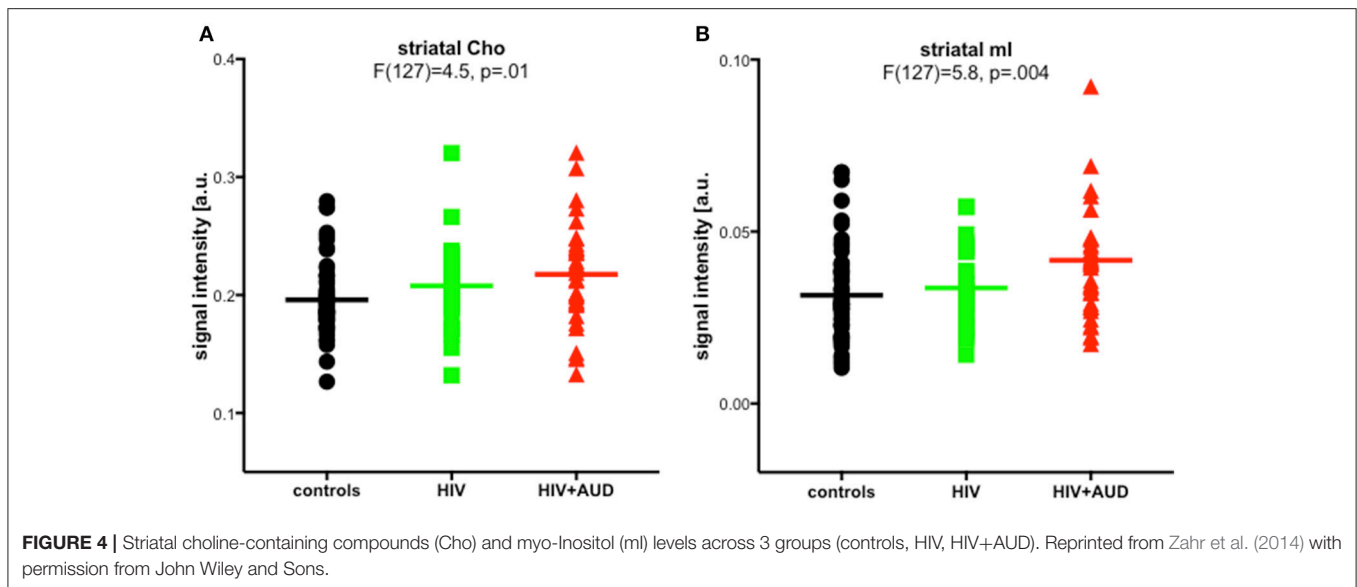 A
striatal Cho
F(127)=4.5, p=.01
signal intensity [a.u.
0.4
0.3
0.2
0.1
controls
HIV
HIV+AUD
B
striatal mI
F(127)=5.8, p=.004
signal intensity [a.u.
0.10
0.05
0.00
controls
HIV
HIV+AUD
FIGURE 4 | Striatal choline-containing compounds (Cho) and myo-Inositol (mI) levels across 3 groups (controls, HIV, HIV+AUD). Reprinted from Zahr et al. (2014) with
permission from John Wiley and Sons.